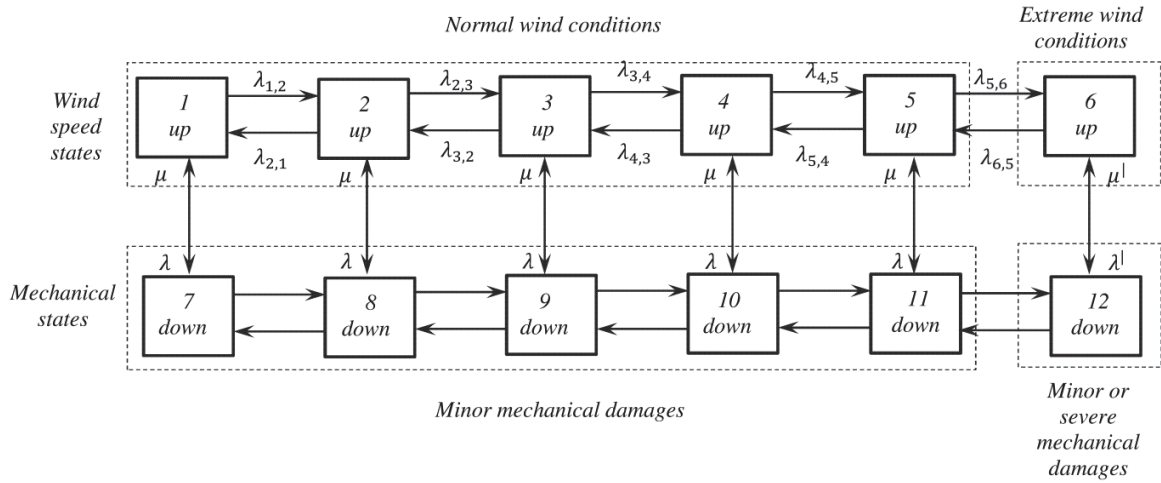 Normal wind conditions
Extreme wind
conditions
Wind
speed
states
1
up
λ1,2
λ2,1
2
up
λ2,3
λ3,2
3
up
λ3,4
λ4,3
4
up
λ4,5
λ5,4
5
up
λ5,6
λ6,5
6
up
μ
μ
μ
μ
μ
μ|
λ
λ
λ
λ
λ
λ|
Mechanical
states
7
down
8
down
9
down
10
down
11
down
12
down
Minor mechanical damages
Minor or
severe
mechanical
damages